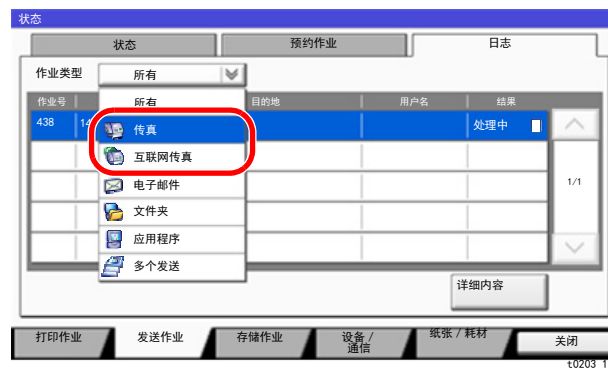 状态
状态 预约作业 日志
作业类型 所有
作业号 目的地 用户名 结果
所有
438 14 处理中
传真
互联网传真
电子邮件
1/1
文件夹
应用程序
多个发送
详细内容
打印作业 发送作业 存储作业 设备/通信 纸张/耗材 关闭
t0203_1